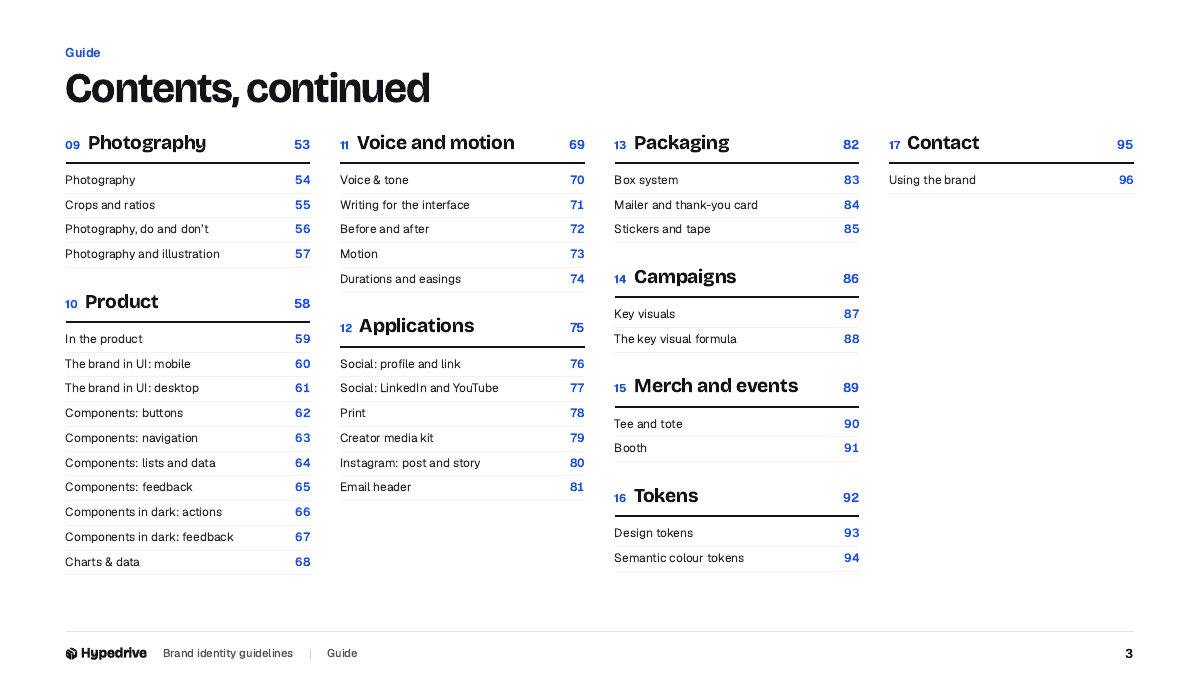 Guide
Contents, continued
09 Photography 53
Photography 54
Crops and ratios 55
Photography, do and don't 56
Photography and illustration 57
10 Product 58
In the product 59
The brand in UI: mobile 60
The brand in UI: desktop 61
Components: buttons 62
Components: navigation 63
Components: lists and data 64
Components: feedback 65
Components in dark: actions 66
Components in dark: feedback 67
Charts & data 68
11 Voice and motion 69
Voice & tone 70
Writing for the interface 71
Before and after 72
Motion 73
Durations and easings 74
12 Applications 75
Social: profile and link 76
Social: LinkedIn and YouTube 77
Print 78
Creator media kit 79
Instagram: post and story 80
Email header 81
13 Packaging 82
Box system 83
Mailer and thank-you card 84
Stickers and tape 85
14 Campaigns 86
Key visuals 87
The key visual formula 88
15 Merch and events 89
Tee and tote 90
Booth 91
16 Tokens 92
Design tokens 93
Semantic colour tokens 94
17 Contact 95
Using the brand 96
Hypedrive Brand identity guidelines | Guide 3